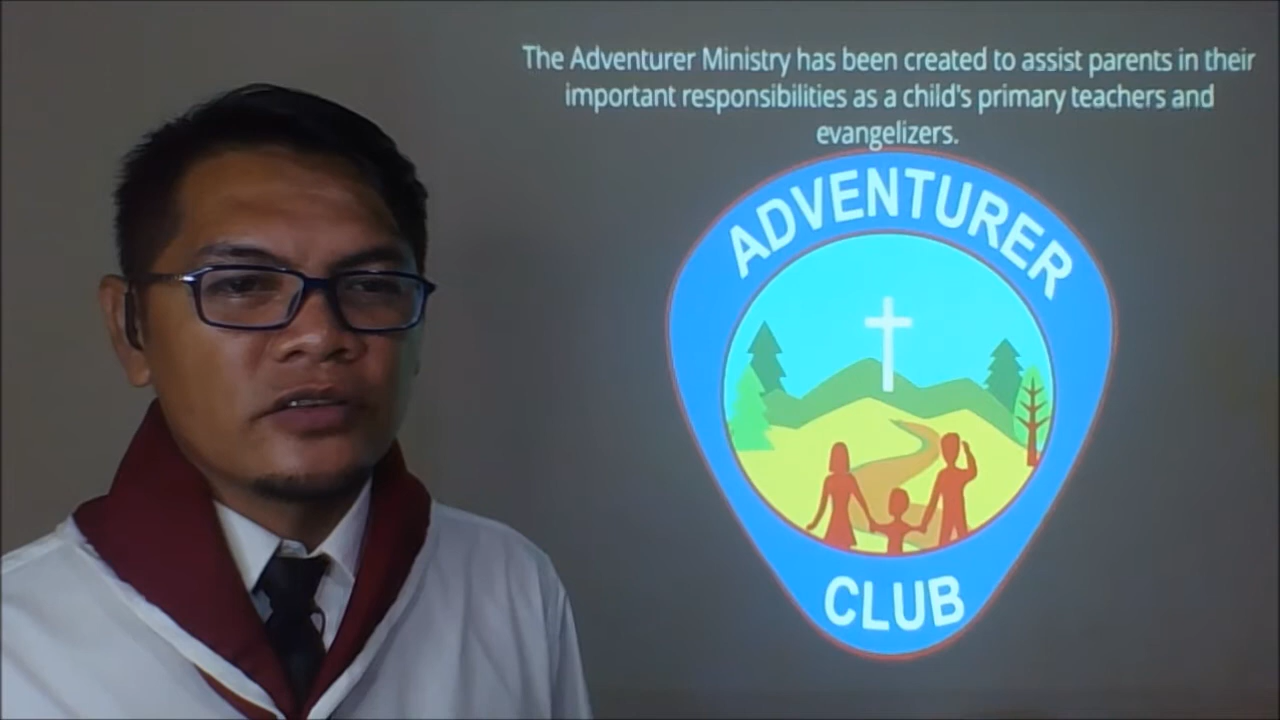 The Adventurer Ministry has been created to assist parents in their
important responsibilities as a child's primary teachers and
evangelizers.
ADVENTURER
CLUB